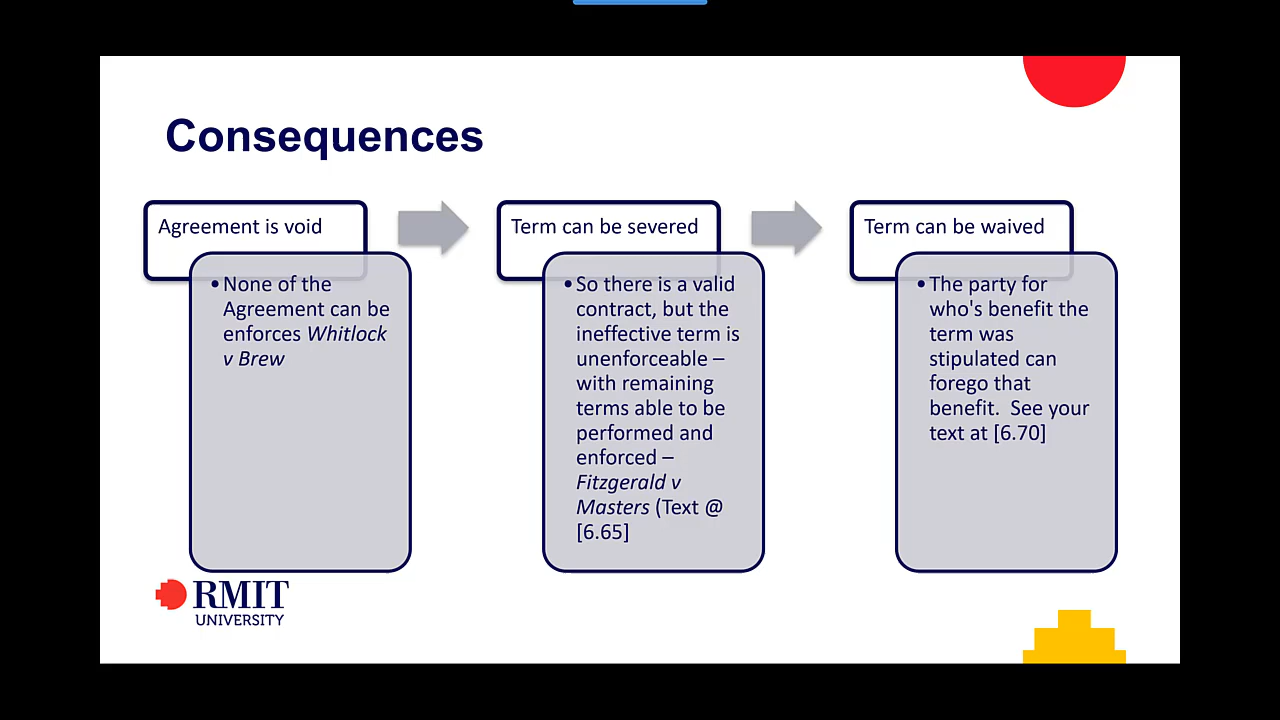 Consequences
Agreement is void
•None of the
Agreement can be
enforces Whitlock
v Brew
Term can be severed
•So there is a valid
contract, but the
ineffective term is
unenforceable –
with remaining
terms able to be
performed and
enforced –
Fitzgerald v
Masters (Text @
[6.65]
Term can be waived
•The party for
who's benefit the
term was
stipulated can
forego that
benefit.  See your
text at [6.70]
RMIT
UNIVERSITY